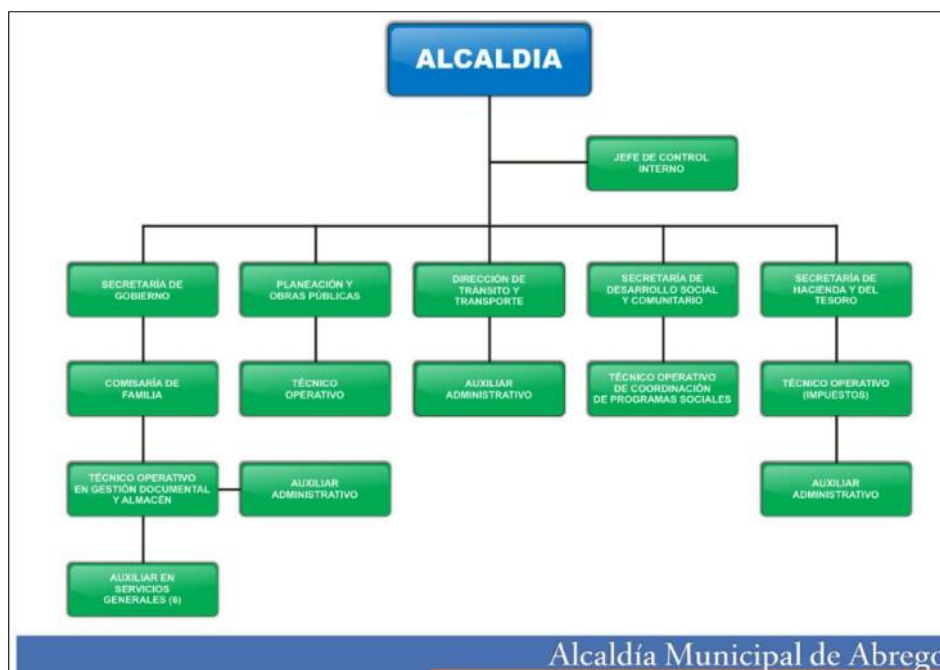 ALCALDIA
JEFE DE CONTROL
INTERNO
SECRETARÍA DE
GOBIERNO
PLANEACIÓN Y
OBRAS PÚBLICAS
DIRECCIÓN DE
TRÁNSITO Y
TRANSPORTE
SECRETARÍA DE
DESARROLLO SOCIAL
Y COMUNITARIO
SECRETARÍA DE
HACIENDA Y DEL
TESORO
COMISARÍA DE
FAMILIA
TÉCNICO
OPERATIVO
AUXILIAR
ADMINISTRATIVO
TÉCNICO OPERATIVO
DE COORDINACIÓN
DE PROGRAMAS SOCIALES
TÉCNICO OPERATIVO
(IMPUESTOS)
TÉCNICO OPERATIVO
EN GESTIÓN DOCUMENTAL
Y ALMACÉN
AUXILIAR
ADMINISTRATIVO
AUXILIAR
ADMINISTRATIVO
AUXILIAR EN
SERVICIOS
GENERALES (6)
Alcaldía Municipal de Abrego